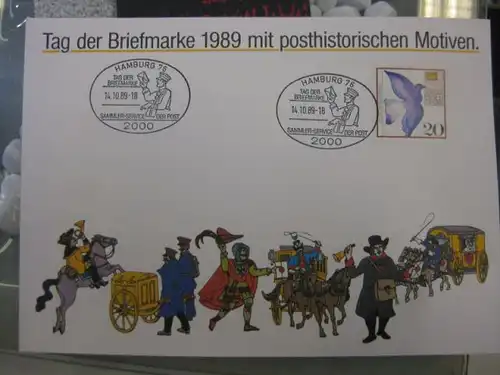 Tag der Briefmarke 1989 mit posthistorischen Motiven.
HAMBURG 76
TAG DER
BRIEFMARKE
14.10.89-18
SAMMLER-SERVICE DER POST
2000
HAMBURG 76
TAG DER
BRIEFMARKE
14.10.89-18
SAMMLER-SERVICE DER POST
2000
20